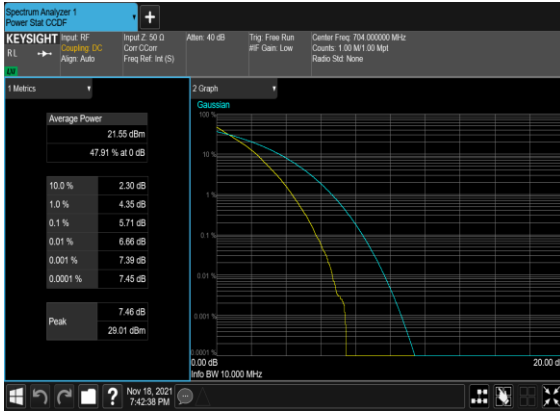 Spectrum Analyzer 1
Power Stat CCDF
+
KEYSIGHT Input: RF
Coupling: DC
Align: Auto
Input Z: 50 Ω
Corr CCorr
Freq Ref: Int (S)
Atten: 40 dB
Trig: Free Run
#IF Gain: Low
Center Freq: 704.000000 MHz
Counts: 1.00 M/1.00 Mpt
Radio Std: None
RL
1 Metrics
Average Power
21.55 dBm
47.91 % at 0 dB
10.0 % 2.30 dB
1.0 % 4.35 dB
0.1 % 5.71 dB
0.01 % 6.66 dB
0.001 % 7.39 dB
0.0001 % 7.45 dB
Peak
7.46 dB
29.01 dBm
2 Graph
Gaussian
100 %
10 %
1 %
0.1 %
0.01 %
0.001 %
0.0001 %
0.00 dB
20.00 d
Info BW 10.000 MHz
?
Nov 18, 2021
7:42:38 PM